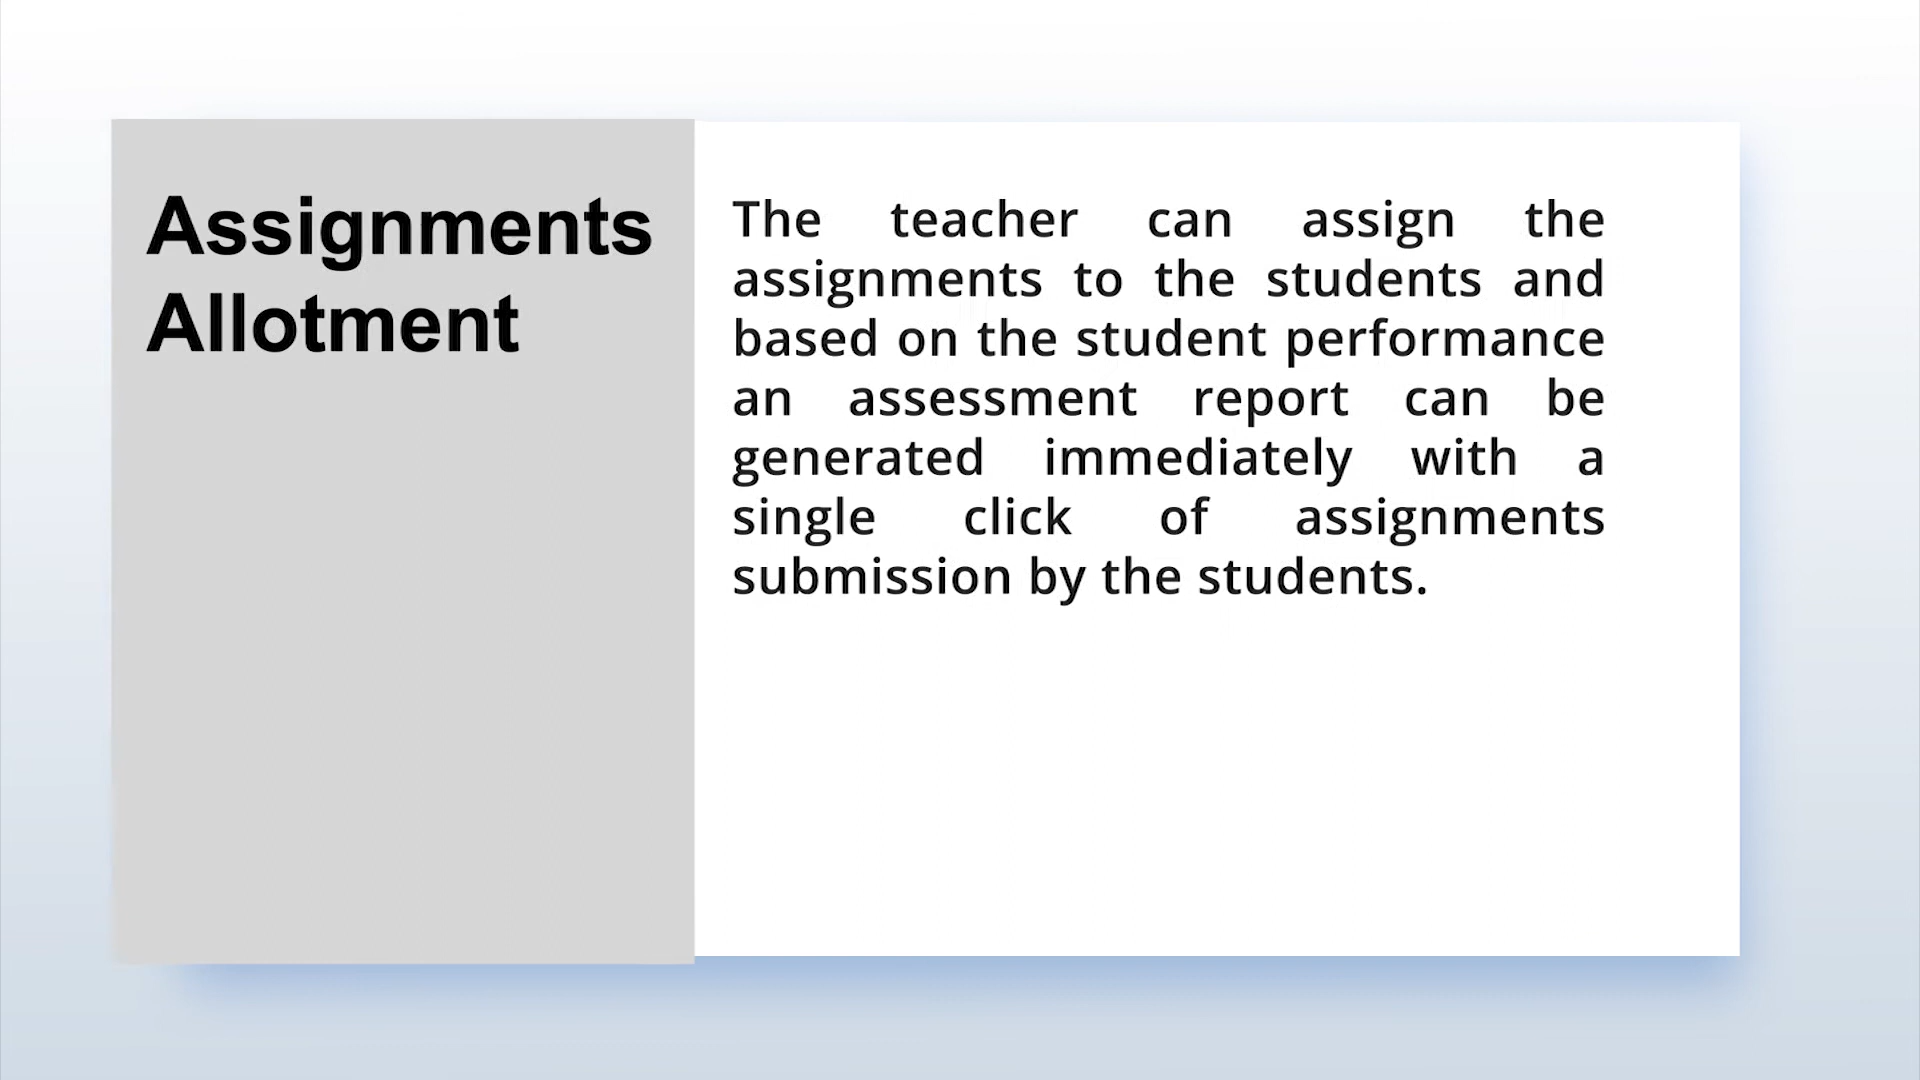 Assignments
Allotment
The teacher can assign the
assignments to the students and
based on the student performance
an assessment report can be
generated immediately with a
single click of assignments
submission by the students.